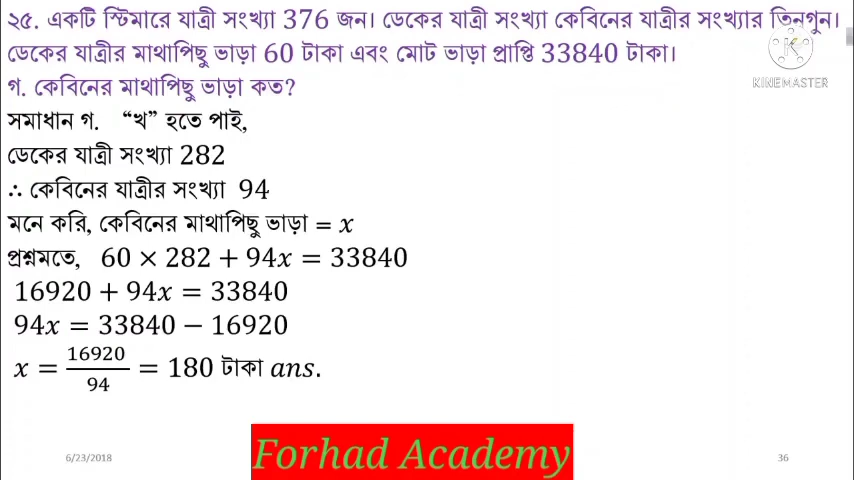 ২৫. একটি স্টিমারে যাত্রী সংখ্যা 376 জন। ডেকের যাত্রী সংখ্যা কেবিনের যাত্রীর সংখ্যার তিনগুন।
ডেকের যাত্রীর মাথাপিছু ভাড়া 60 টাকা এবং মোট ভাড়া প্রাপ্তি 33840 টাকা।
KINEMASTER
গ. কেবিনের মাথাপিছু ভাড়া কত?
সমাধান গ. “খ” হতে পাই,
ডেকের যাত্রী সংখ্যা 282
∴ কেবিনের যাত্রীর সংখ্যা 94
মনে করি, কেবিনের মাথাপিছু ভাড়া = x
প্রশ্নমতে, 60 × 282 + 94x = 33840
16920 + 94x = 33840
94x = 33840 − 16920
x = 16920/94 = 180 টাকা ans.
Forhad Academy
6/23/2018
36